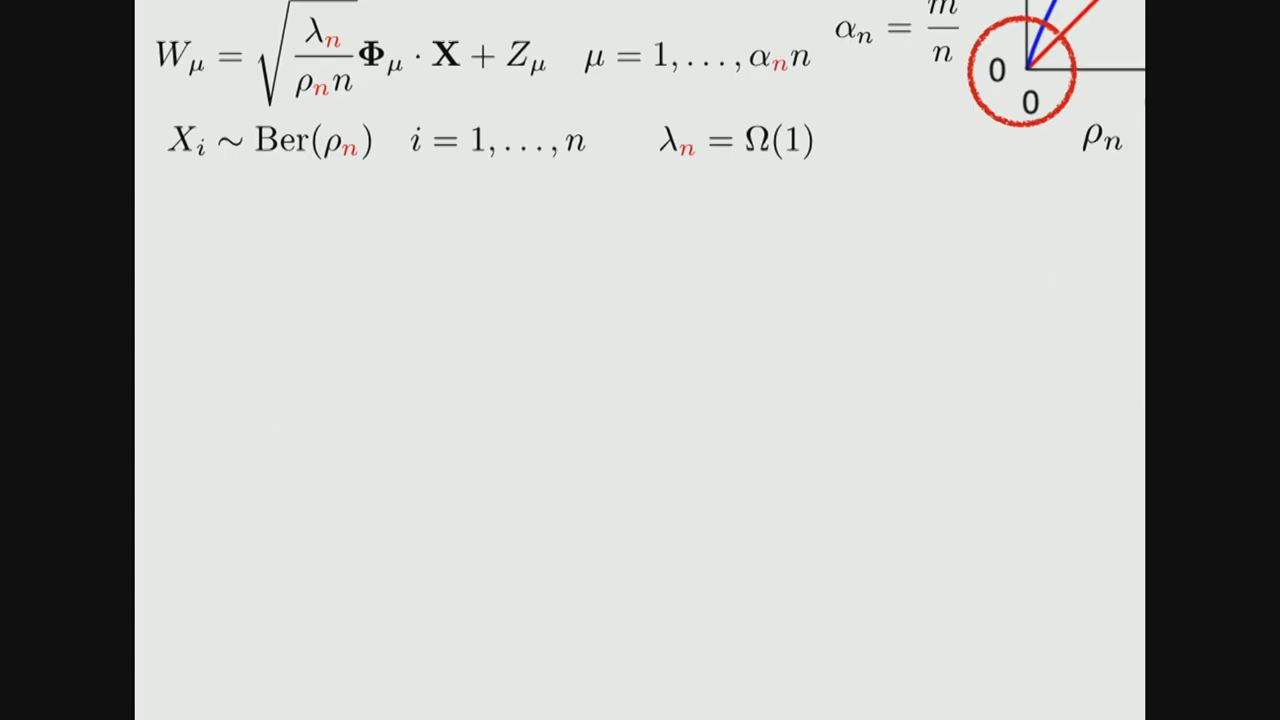 W_μ = √(λ_n/(ρ_n n)) Φ_μ · X + Z_μ   μ = 1, . . . , α_n n   α_n = m/n
0
0
X_i ∼ Ber(ρ_n)   i = 1, . . . , n   λ_n = Ω(1)   ρ_n